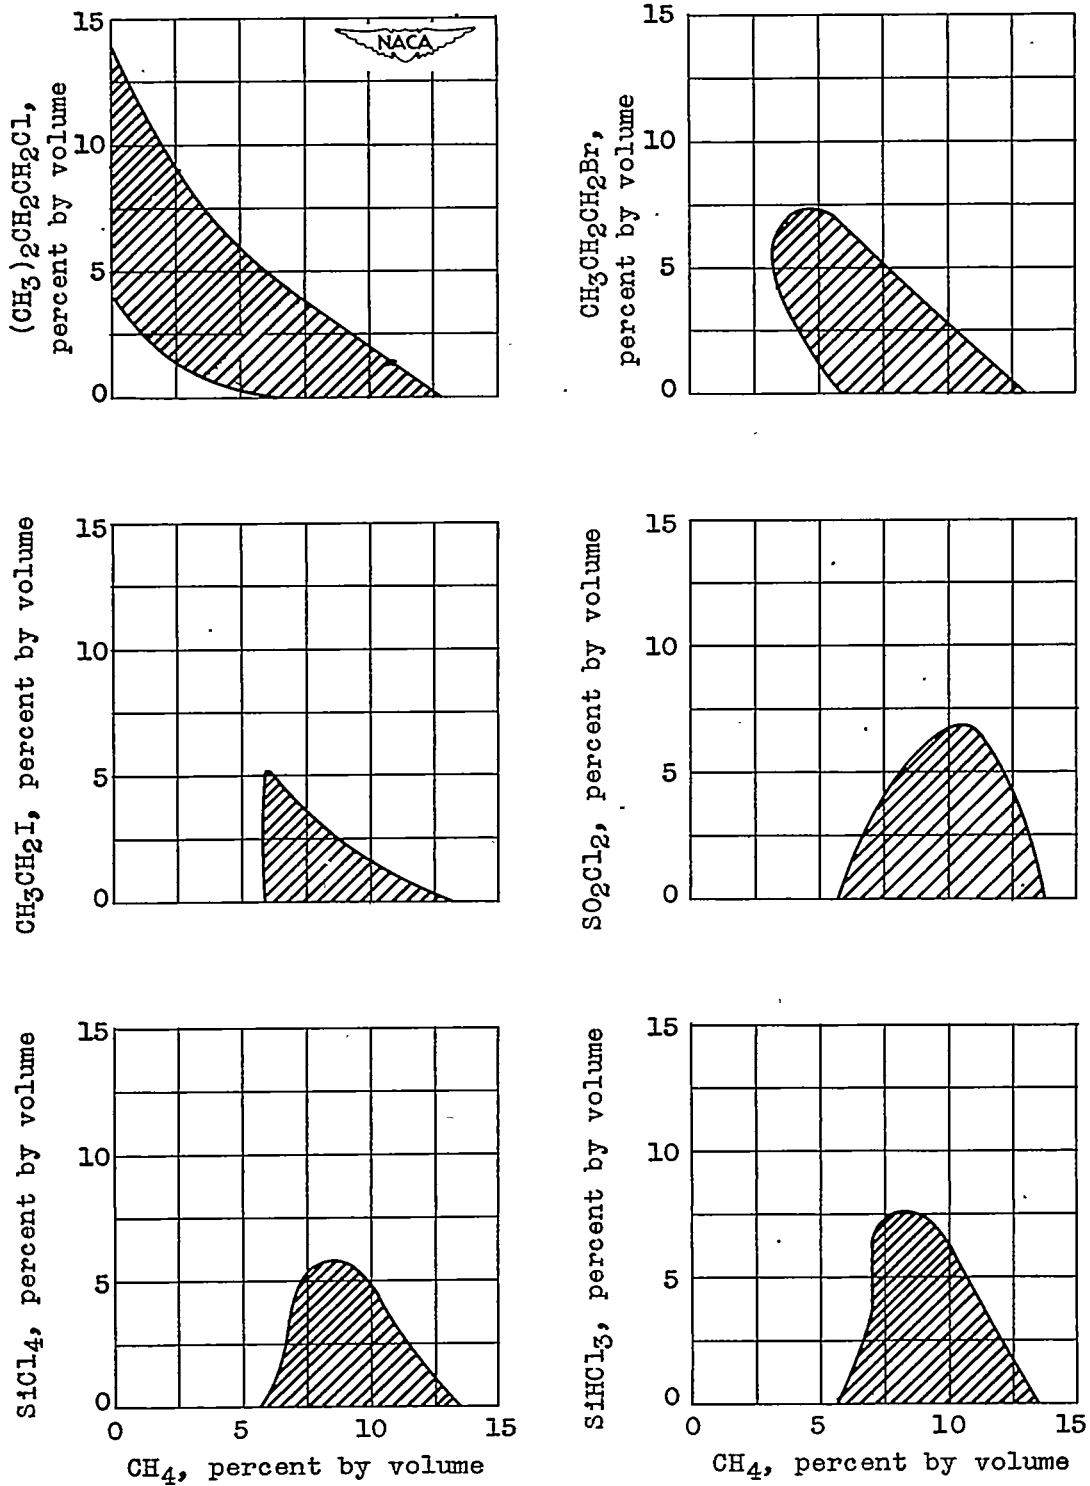 NACA
(CH3)2CH2CH2Cl,
percent by volume
15
10
5
0
CH3CH2CH2Br,
percent by volume
15
10
5
0
CH3CH2I, percent by volume
15
10
5
0
SO2Cl2, percent by volume
15
10
5
0
SiCl4, percent by volume
15
10
5
0
0 5 10 15
CH4, percent by volume
SiHCl3, percent by volume
15
10
5
0
0 5 10 15
CH4, percent by volume